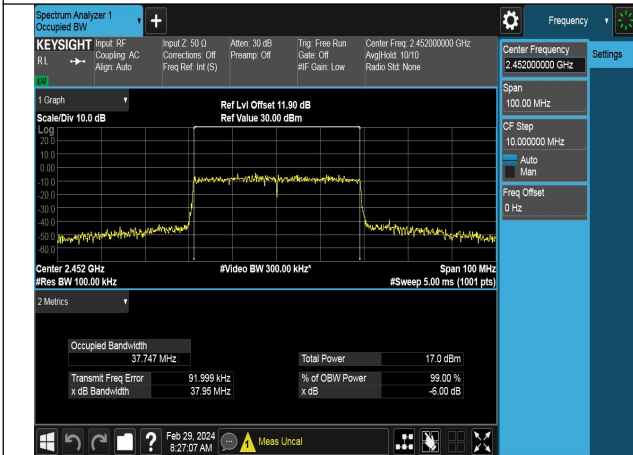 Spectrum Analyzer 1
Occupied BW
+
Frequency
KEYSIGHT
Input: RF
Coupling: AC
Align: Auto
Input Z: 50 Ω
Corrections: Off
Freq Ref: Int (S)
Atten: 30 dB
Preamp: Off
Trig: Free Run
Gate: Off
#IF Gain: Low
Center Freq: 2.452000000 GHz
Avg|Hold: 10/10
Radio Std: None
R L
LXI
Center Frequency
2.452000000 GHz
Settings
Span
100.00 MHz
CF Step
10.000000 MHz
Auto
Man
Freq Offset
0 Hz
1 Graph
Scale/Div 10.0 dB
Ref Lvl Offset 11.90 dB
Ref Value 30.00 dBm
Log
20.0
10.0
0.00
-10.0
-20.0
-30.0
-40.0
-50.0
-60.0
Center 2.452 GHz
#Video BW 300.00 kHz*
Span 100 MHz
#Res BW 100.00 kHz
#Sweep 5.00 ms (1001 pts)
2 Metrics
Occupied Bandwidth
37.747 MHz
Total Power 17.0 dBm
Transmit Freq Error 91.999 kHz
% of OBW Power 99.00 %
x dB Bandwidth 37.95 MHz
x dB -6.00 dB
?
Feb 29, 2024
8:27:07 AM
1
Meas Uncal